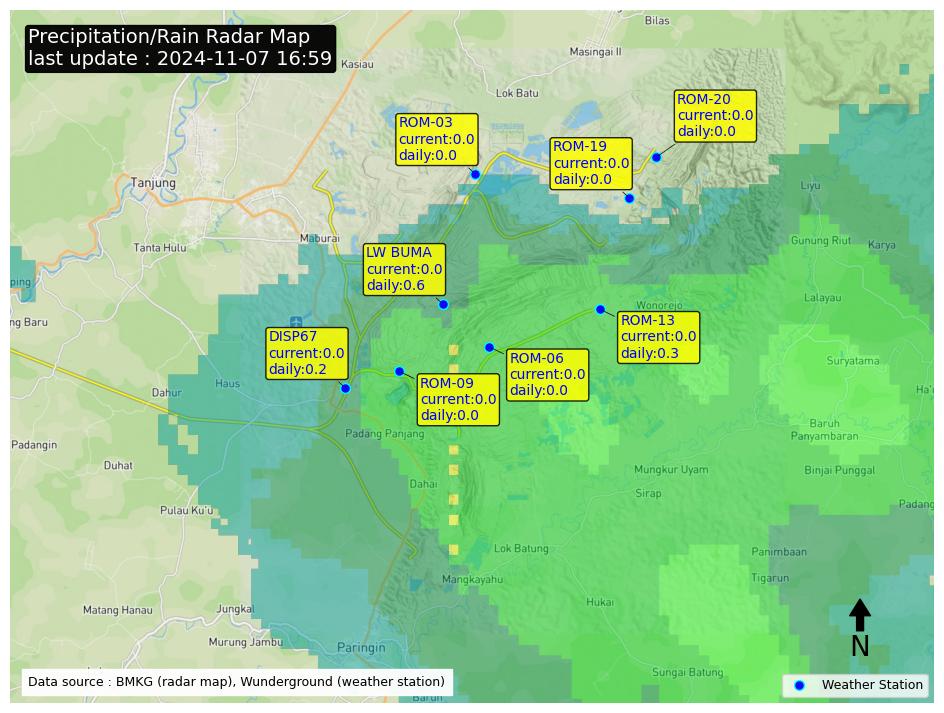 Precipitation/Rain Radar Map
last update : 2024-11-07 16:59
Bilas
Masingai II
Kasiau
Lok Batu
ROM-20
current:0.0
daily:0.0
ROM-03
current:0.0
daily:0.0
ROM-19
current:0.0
daily:0.0
Tanjung
Liyu
Maburai
Tanta Hulu
Gunung Riut
Karya
LW BUMA
current:0.0
daily:0.6
ping
Lalayau
Wonorejo
ng Baru
ROM-13
current:0.0
daily:0.3
DISP67
current:0.0
daily:0.2
ROM-06
current:0.0
daily:0.0
Suryatama
Haus
Dahur
ROM-09
current:0.0
daily:0.0
Baruh
Panyambaran
Padang Panjang
Padangin
Duhat
Mungkur Uyam
Binjai Punggal
Dahai
Sirap
Padang
Pulau Ku'u
Lok Batung
Panimbaan
Mangkayahu
Tigarun
Hukai
Matang Hanau
Jungkal
Murung Jambu
Paringin
N
Sungai Batung
Data source : BMKG (radar map), Wunderground (weather station)
Weather Station
Baruh